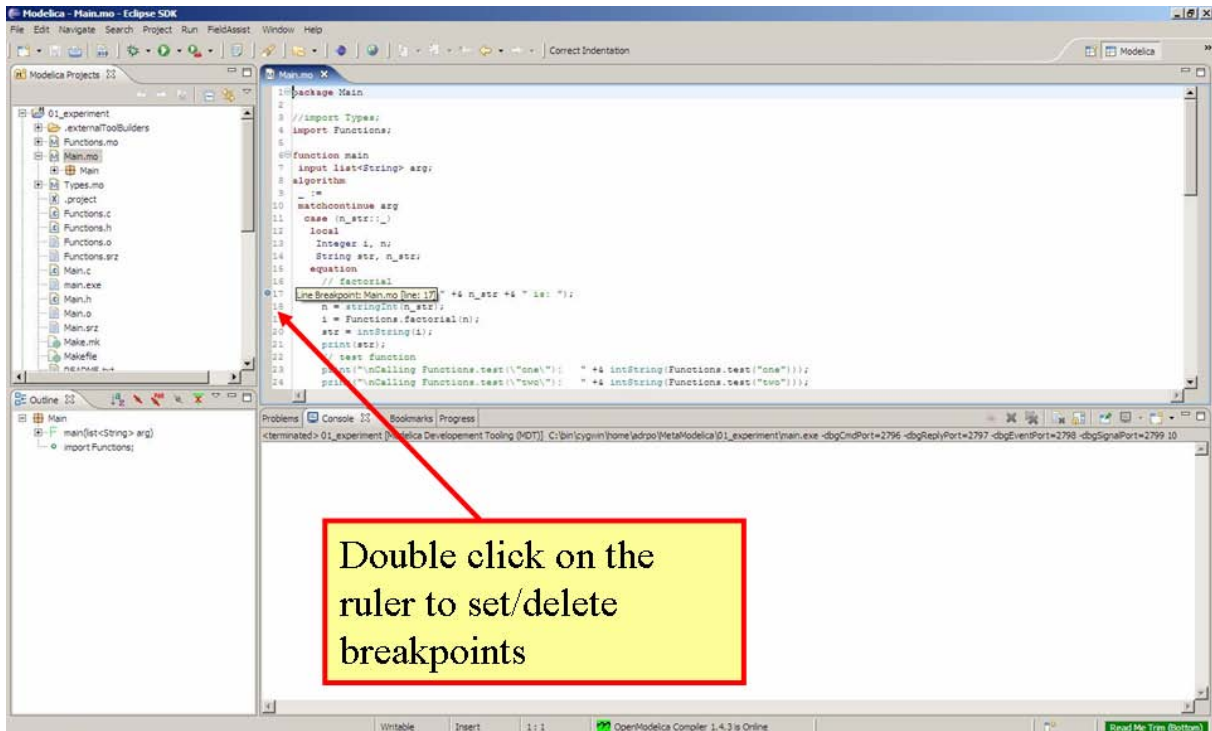 Modelica - Main.mo - Eclipse SDK
File Edit Navigate Search Project Run FieldAssist Window Help
Correct Indentation
Modelica
»
Modelica Projects
Main.mo
01_experiment
.externalToolBuilders
Functions.mo
Main.mo
Main
Types.mo
.project
Functions.c
Functions.h
Functions.o
Functions.srz
Main.c
main.exe
Main.h
Main.o
Main.srz
Make.mk
Makefile
1 package Main
2
3 //import Types;
4 import Functions;
5
6 function main
7 input list<String> arg;
8 algorithm
9 _ :=
10 matchcontinue arg
11 case (n_str::_)
12 local
13 Integer i, n;
14 String str, n_str;
15 equation
16 // factorial
17 Line Breakpoint: Main.mo [line: 17] " +& n_str +& " is: ");
18 n = stringInt(n_str);
i = Functions.factorial(n);
20 str = intString(i);
21 print(str);
22 // test function
23 print("\nCalling Functions.test(\"one\"): " +& intString(Functions.test("one")));
24 print("\nCalling Functions.test(\"two\"): " +& intString(Functions.test("two")));
Outline
Main
main(list<String> arg)
import Functions;
Problems Console Bookmarks Progress
<terminated> 01_experiment [Modelica Developement Tooling (MDT)] C:\bin\cygwin\home\adrpo\MetaModelica\01_experiment\main.exe -dbgCmdPort=2796 -dbgReplyPort=2797 -dbgEventPort=2798 -dbgSignalPort=2799 10
Double click on the
ruler to set/delete
breakpoints
Writable Insert 1 : 1 OpenModelica Compiler 1.4.3 is Online Read Me Trim (Bottom)